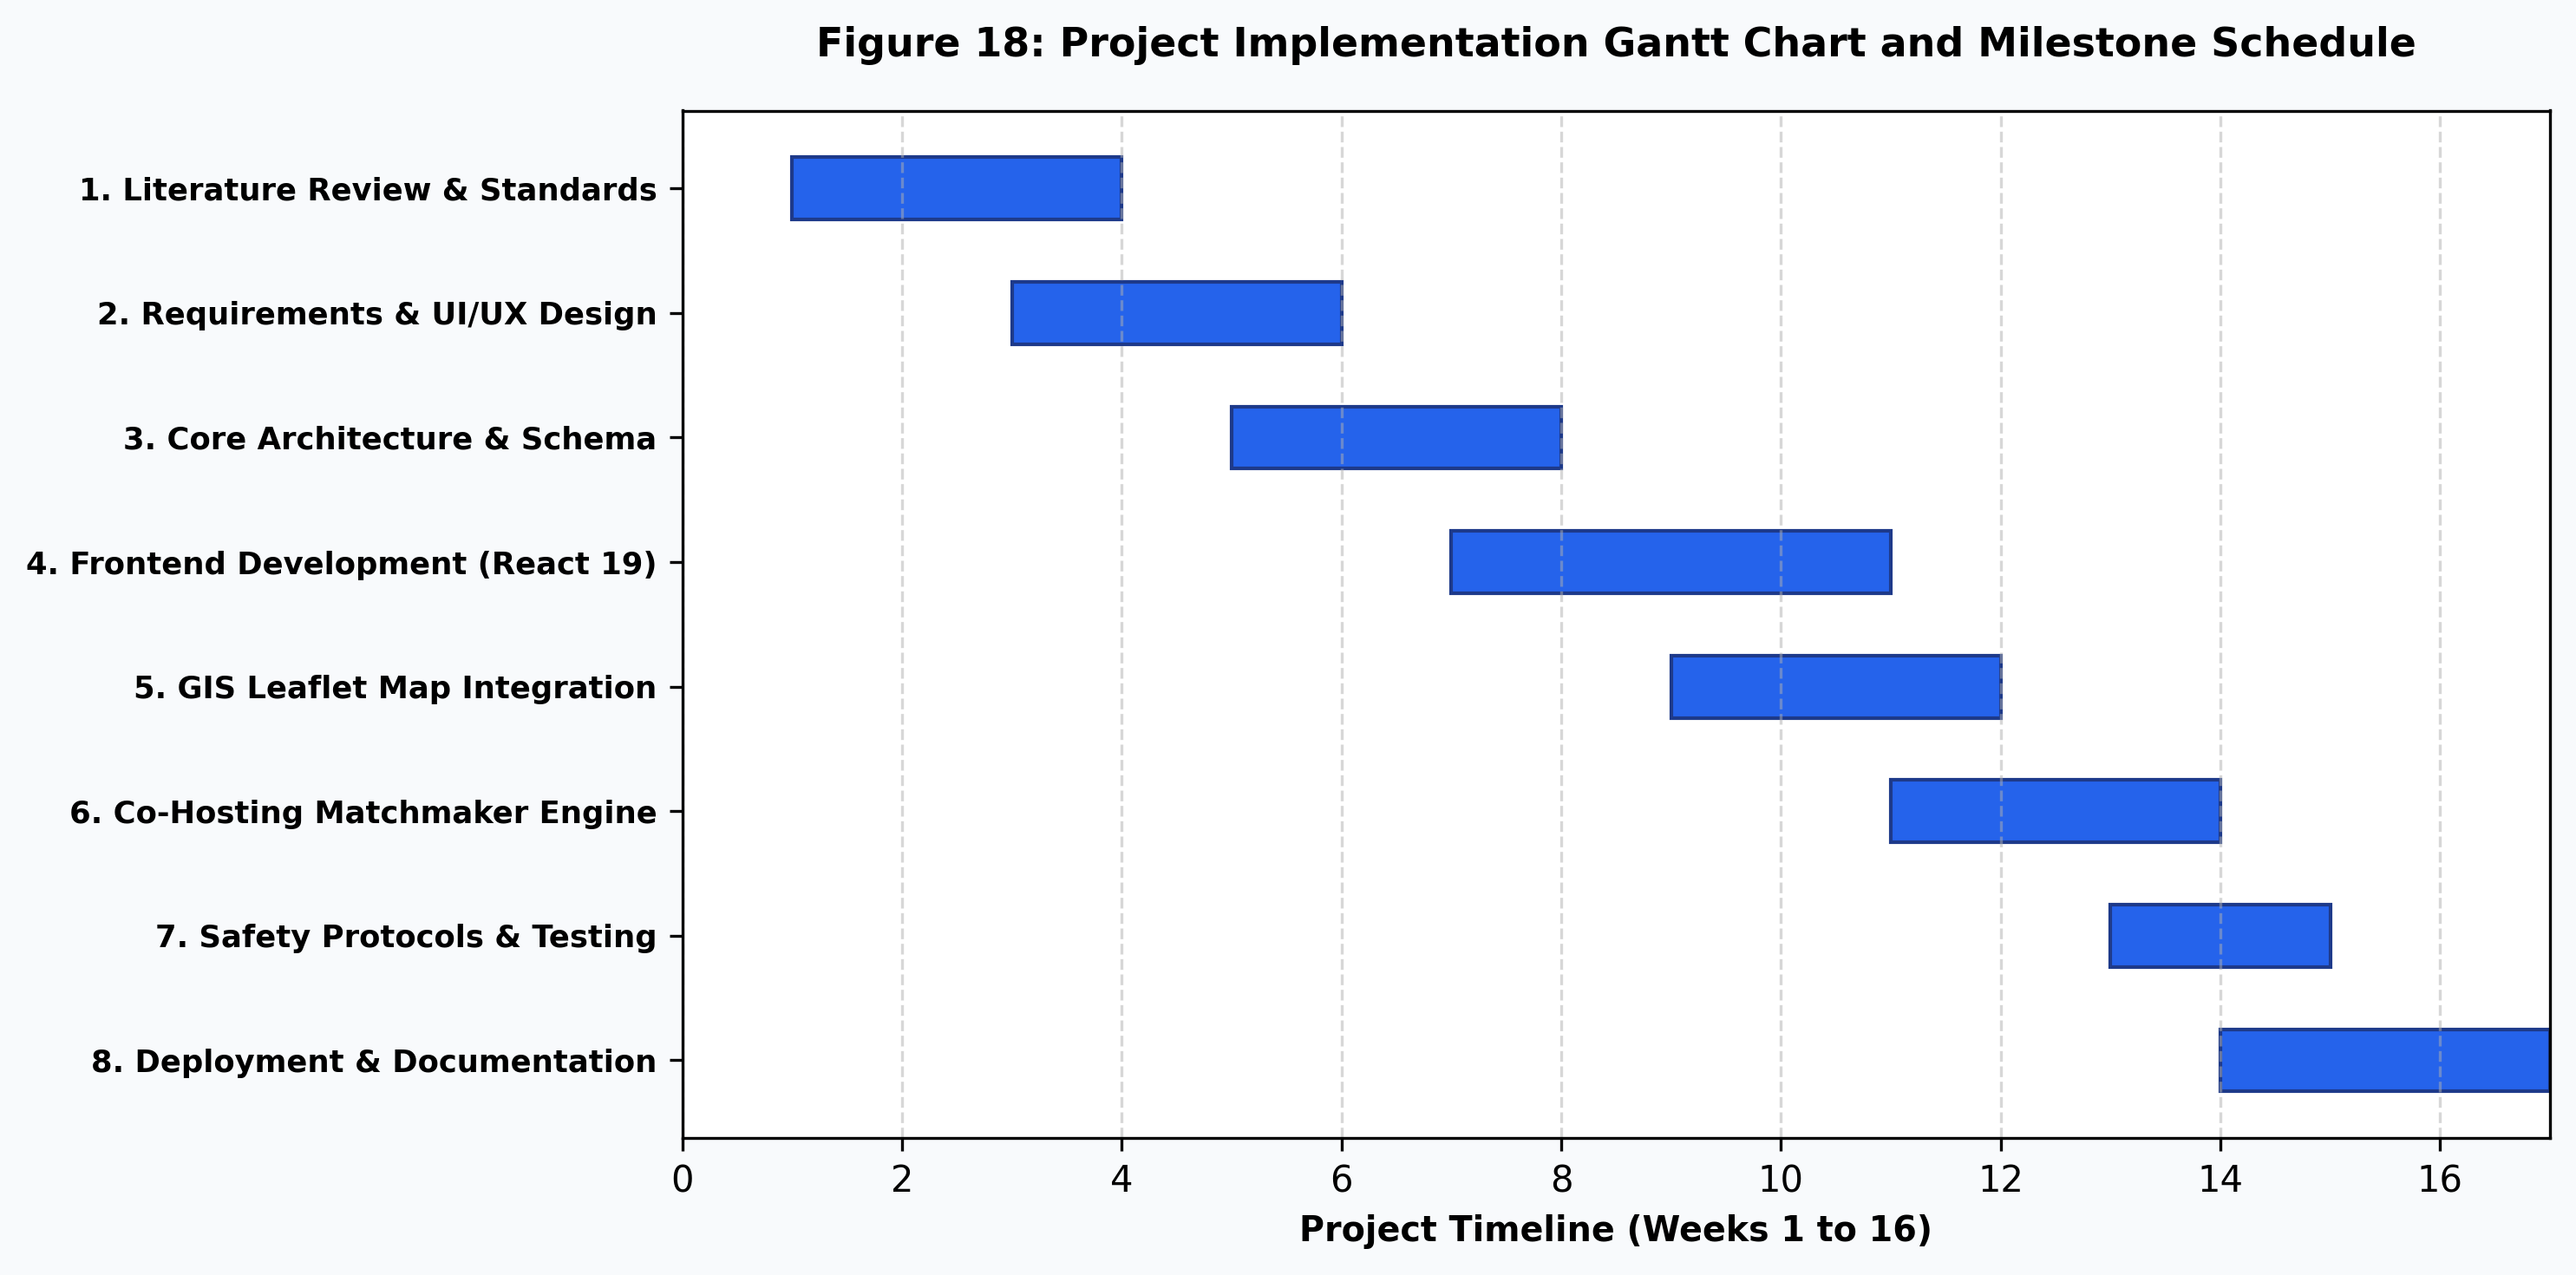 Figure 18: Project Implementation Gantt Chart and Milestone Schedule
1. Literature Review & Standards
2. Requirements & UI/UX Design
3. Core Architecture & Schema
4. Frontend Development (React 19)
5. GIS Leaflet Map Integration
6. Co-Hosting Matchmaker Engine
7. Safety Protocols & Testing
8. Deployment & Documentation
0 2 4 6 8 10 12 14 16
Project Timeline (Weeks 1 to 16)